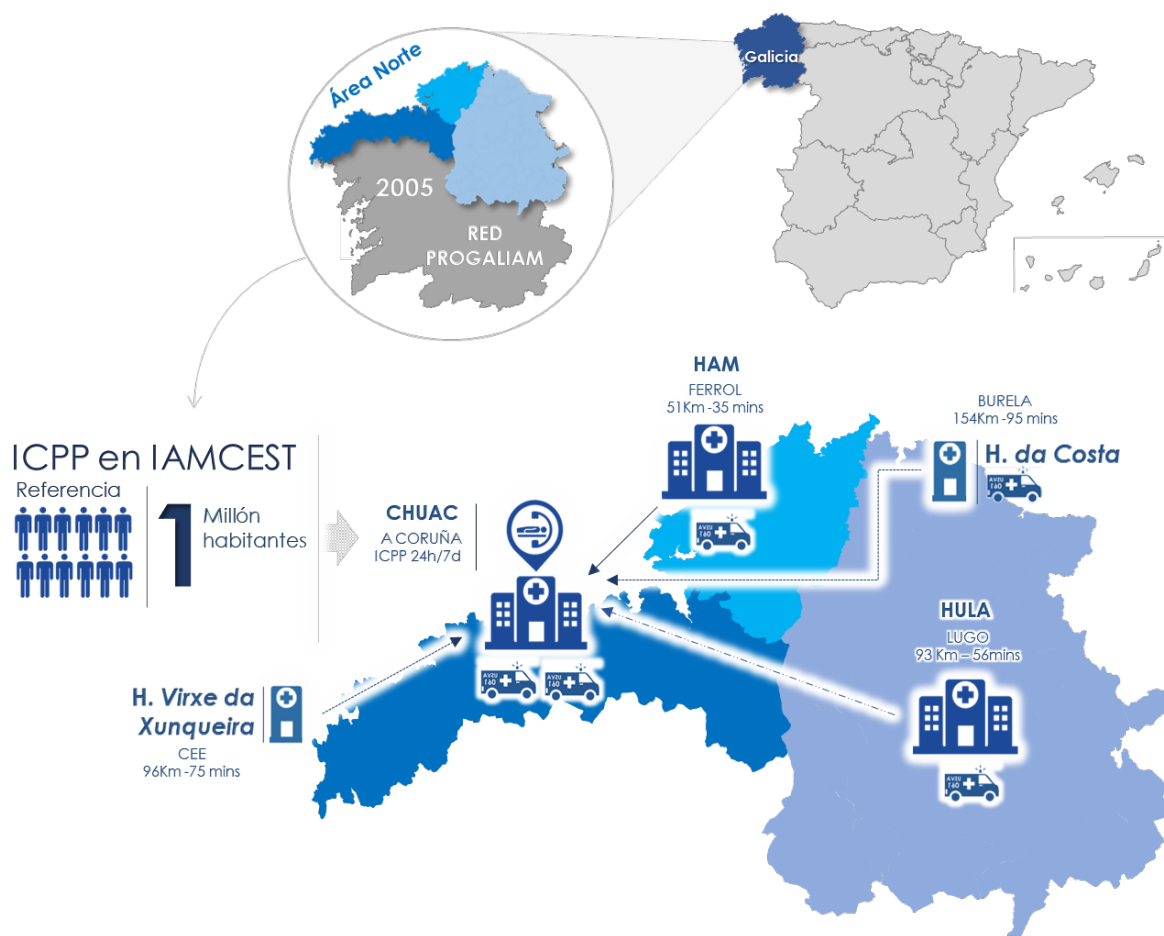 Galicia
Área Norte
2005
RED
PROGALIAM
ICPP en IAMCEST
Referencia
1
Millón
habitantes
CHUAC
A CORUÑA
ICPP 24h/7d
HAM
FERROL
51Km -35 mins
BURELA
154Km -95 mins
H. da Costa
HULA
LUGO
93 Km – 56mins
H. Virxe da
Xunqueira
CEE
96Km -75 mins